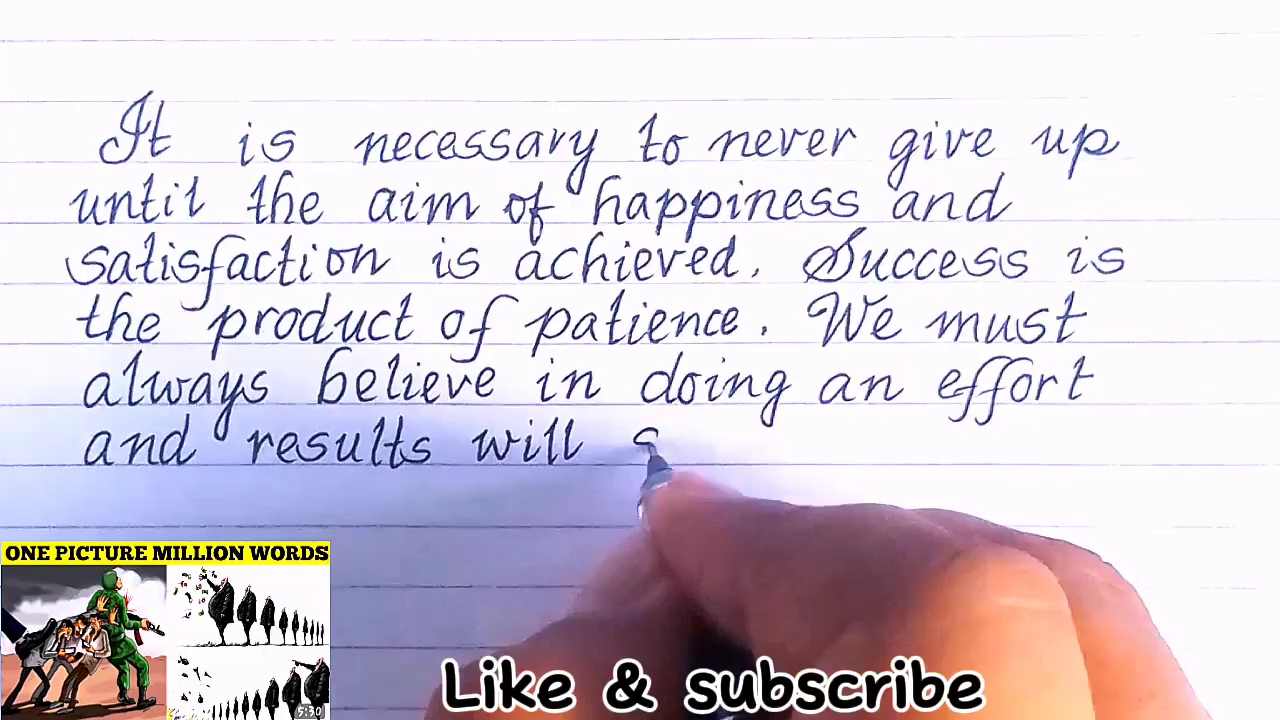 It is necessary to never give up
until the aim of happiness and
satisfaction is achieved. Success is
the product of patience. We must
always believe in doing an effort
and results will
ONE PICTURE MILLION WORDS
5:30
Like & subscribe